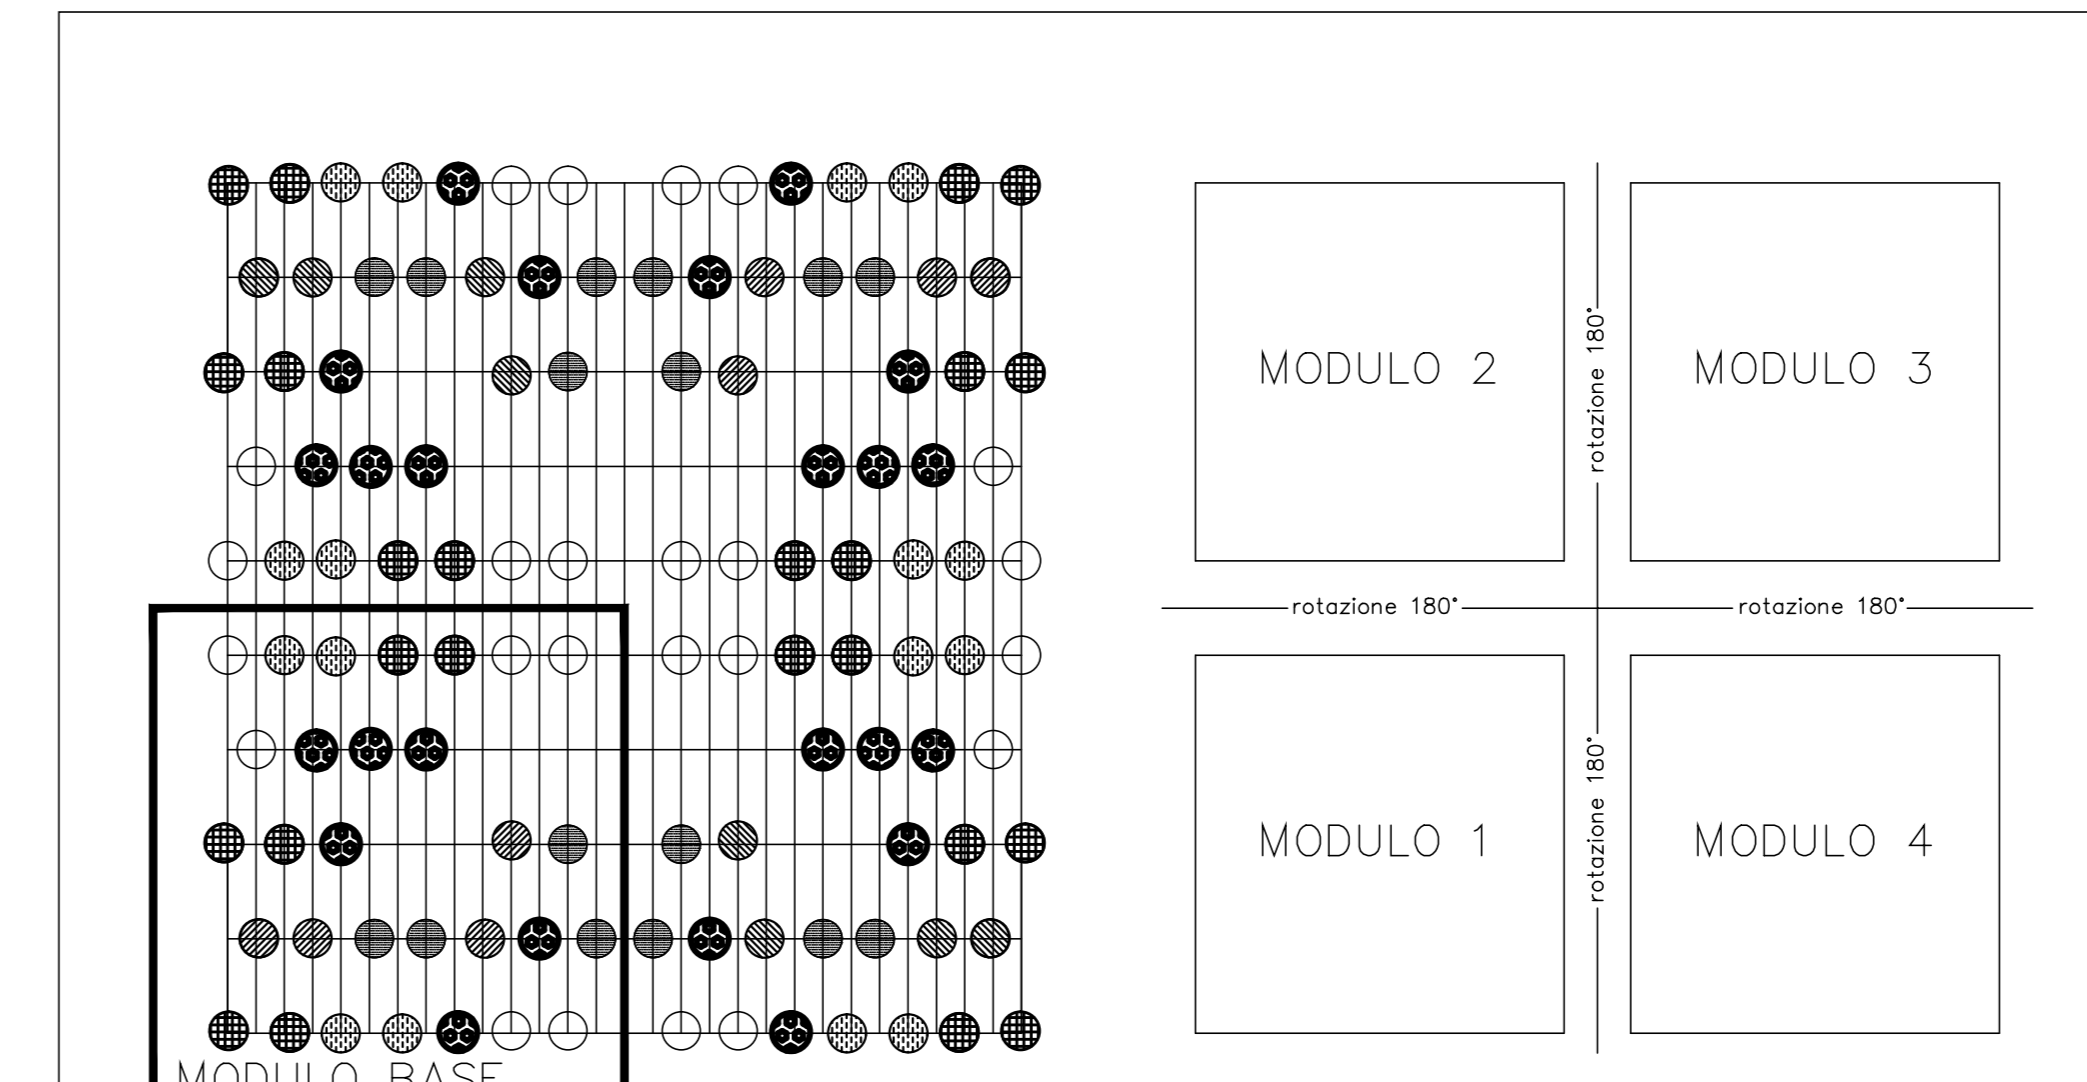 MODULO 2
MODULO 3
rotazione 180°
rotazione 180°
rotazione 180°
MODULO 1
MODULO 4
rotazione 180°
MODULO BASE